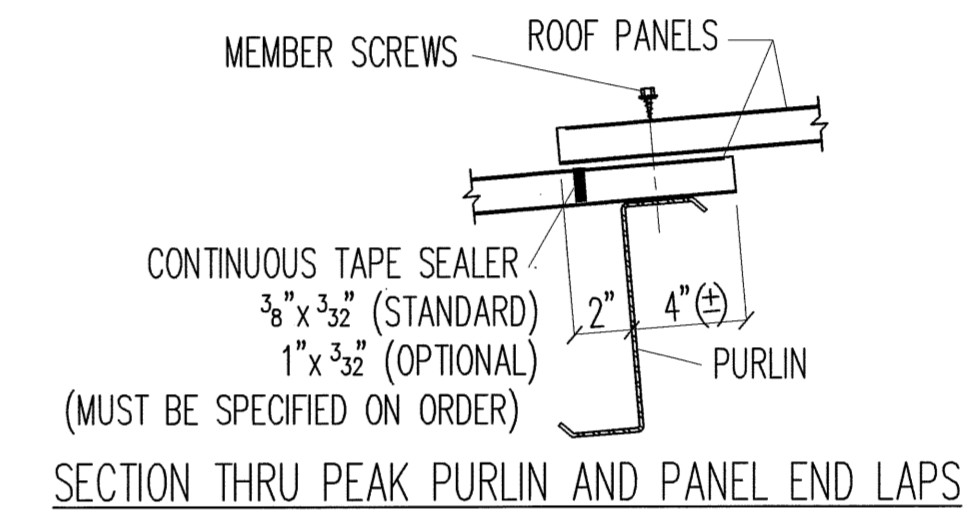 MEMBER SCREWS
ROOF PANELS
CONTINUOUS TAPE SEALER
3/8"x 3/32" (STANDARD)
1"x 3/32" (OPTIONAL)
(MUST BE SPECIFIED ON ORDER)
2"
4"(±)
PURLIN
SECTION THRU PEAK PURLIN AND PANEL END LAPS